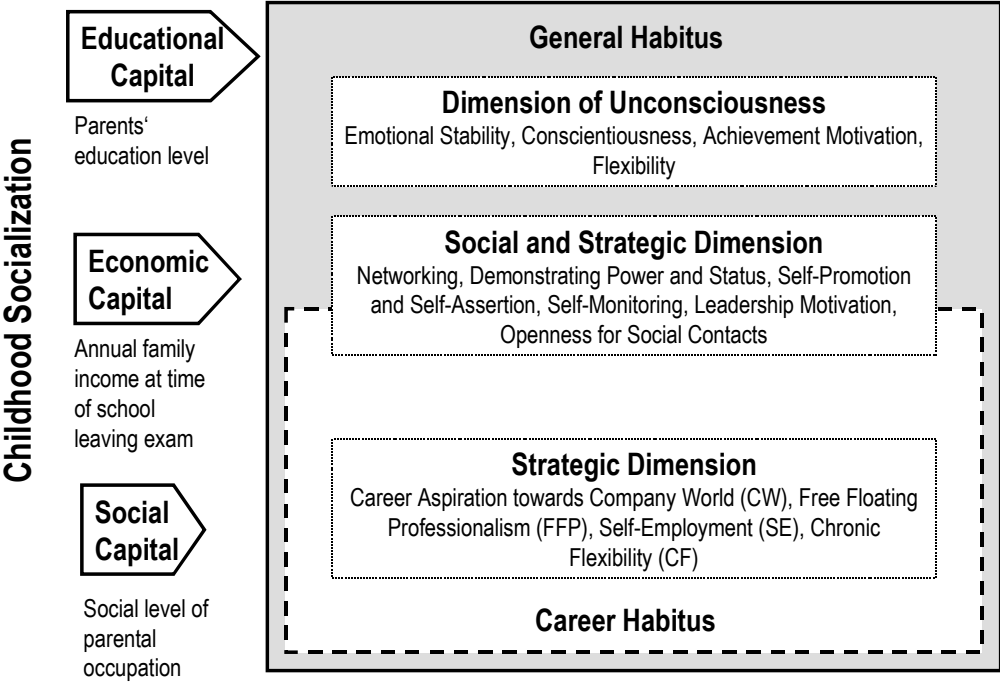 Childhood Socialization
Educational
Capital
Parents‘
education level
Economic
Capital
Annual family
income at time
of school
leaving exam
Social
Capital
Social level of
parental
occupation
General Habitus
Dimension of Unconsciousness
Emotional Stability, Conscientiousness, Achievement Motivation,
Flexibility
Social and Strategic Dimension
Networking, Demonstrating Power and Status, Self-Promotion
and Self-Assertion, Self-Monitoring, Leadership Motivation,
Openness for Social Contacts
Strategic Dimension
Career Aspiration towards Company World (CW), Free Floating
Professionalism (FFP), Self-Employment (SE), Chronic
Flexibility (CF)
Career Habitus